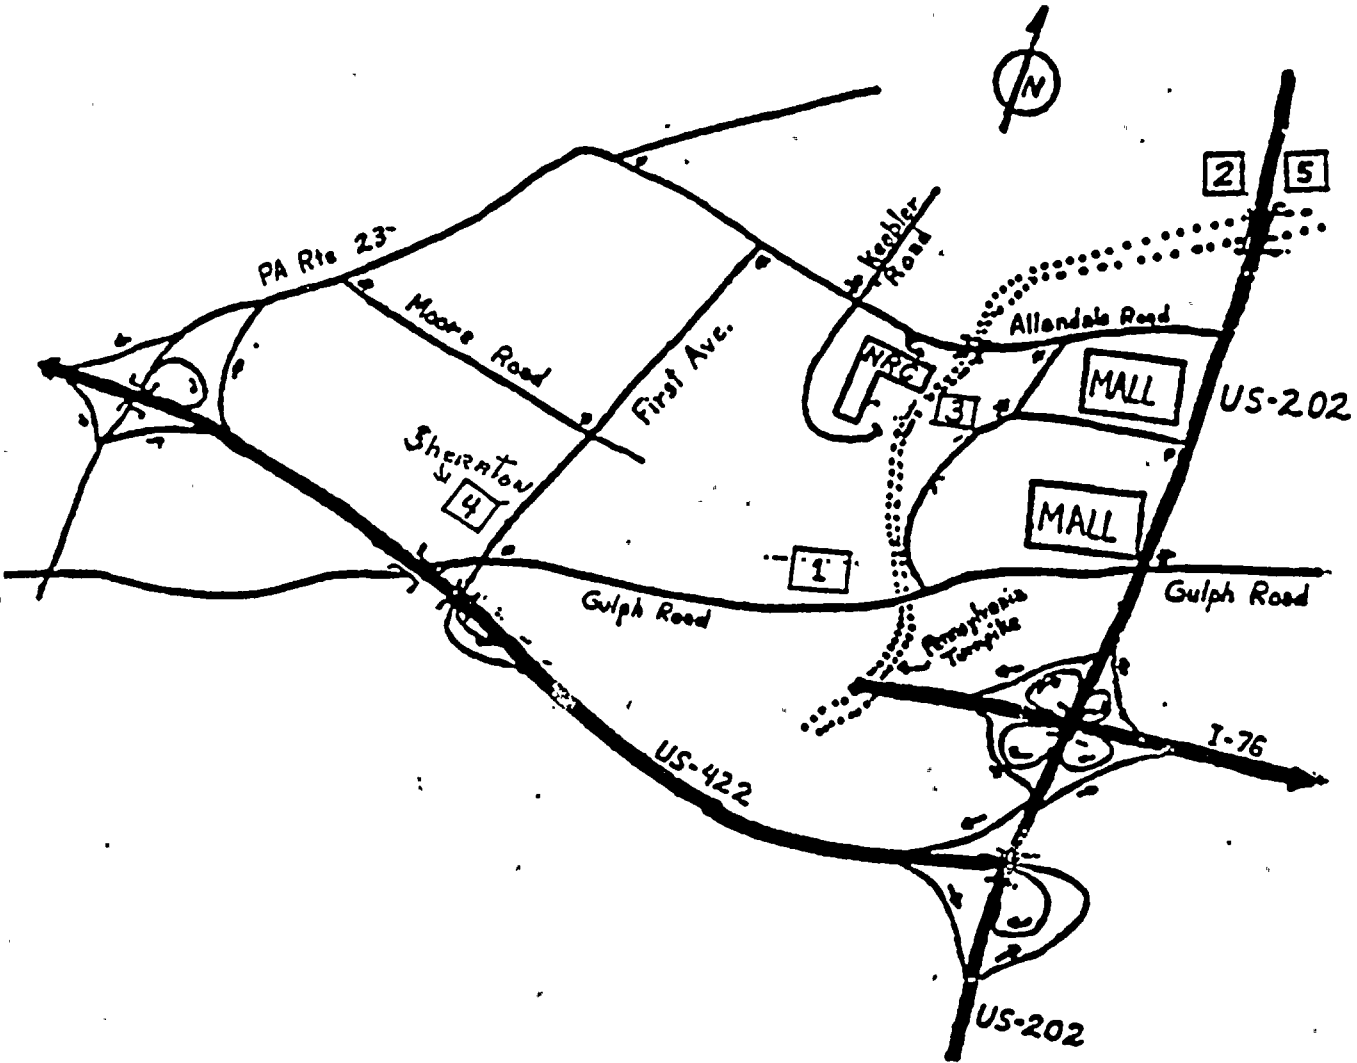 N
2
5
Keebler
Road
PA Rte 23
Moore Road
First Ave.
Allendale Road
NRC
MALL
US-202
3
Sheraton
4
MALL
1
Gulph Road
Gulph Road
Pennsylvania
Turnpike
I-76
US-422
US-202